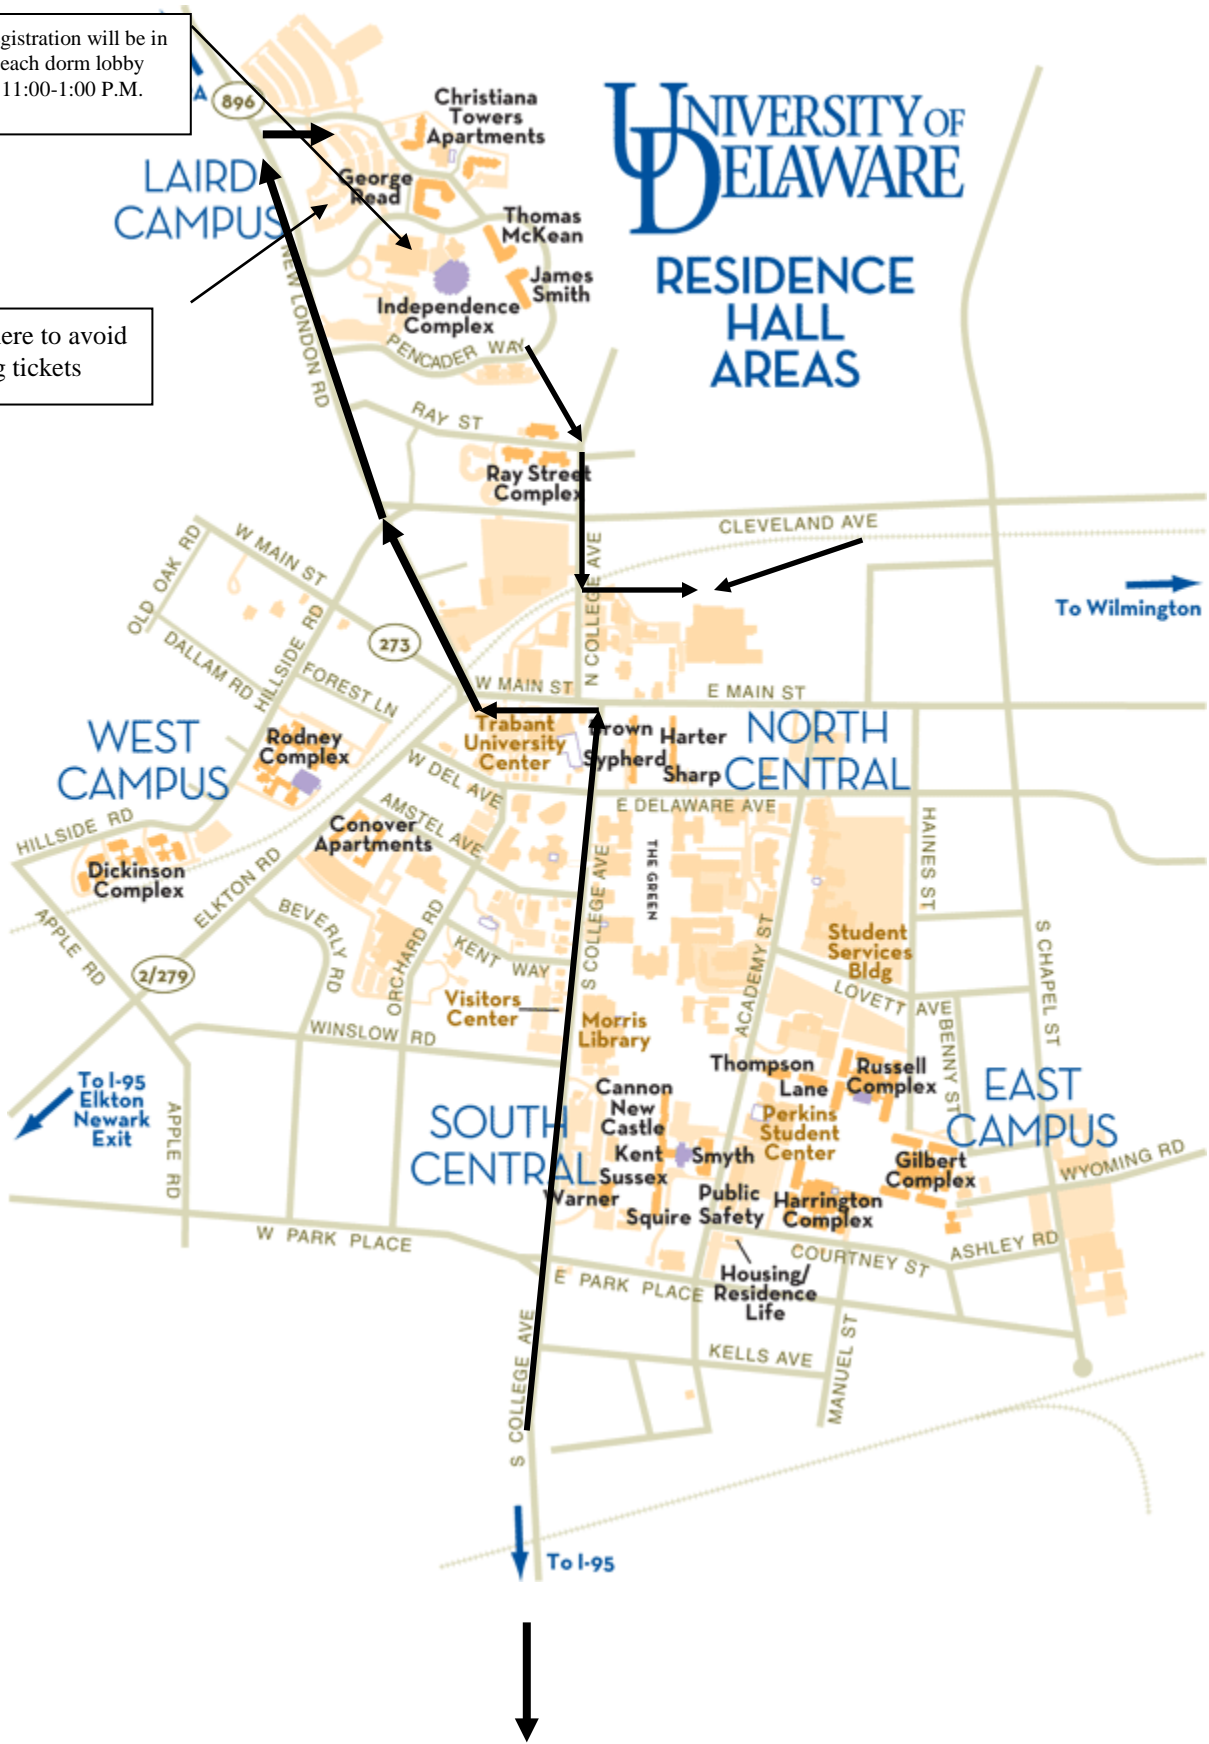 gistration will be in
each dorm lobby
11:00-1:00 P.M.
A
896
Christiana
Towers
Apartments
UNIVERSITY OF
DELAWARE
LAIRD
CAMPUS
George
Read
Thomas
McKean
RESIDENCE
HALL
AREAS
James
Smith
Independence
Complex
NEW LONDON RD
PENCADER WAY
ere to avoid
g tickets
RAY ST
Ray Street
Complex
CLEVELAND AVE
N COLLEGE AVE
To Wilmington
OLD OAK RD
W MAIN ST
DALLAM RD
HILLSIDE RD
273
FOREST LN
W MAIN ST
E MAIN ST
WEST
CAMPUS
Rodney
Complex
Trabant
University
Center
Brown
Harter
Sypherd
Sharp
NORTH
CENTRAL
W DEL AVE
E DELAWARE AVE
AMSTEL AVE
HILLSIDE RD
Conover
Apartments
Dickinson
Complex
ELKTON RD
THE GREEN
HAINES ST
S COLLEGE AVE
APPLE RD
BEVERLY RD
ORCHARD RD
KENT WAY
2/279
Student
Services
Bldg
S CHAPEL ST
ACADEMY ST
LOVETT AVE
BENNY ST
Visitors
Center
Morris
Library
WINSLOW RD
To I-95
Elkton
Newark
Exit
APPLE RD
Thompson
Lane
Russell
Complex
EAST
CAMPUS
Cannon
New
Castle
Kent
Sussex
Warner
Squire
SOUTH
CENTRAL
Perkins
Student
Center
Smyth
Public
Safety
Harrington
Complex
Gilbert
Complex
WYOMING RD
W PARK PLACE
E PARK PLACE
COURTNEY ST
ASHLEY RD
Housing/
Residence
Life
KELLS AVE
MANUEL ST
S COLLEGE AVE
To I-95